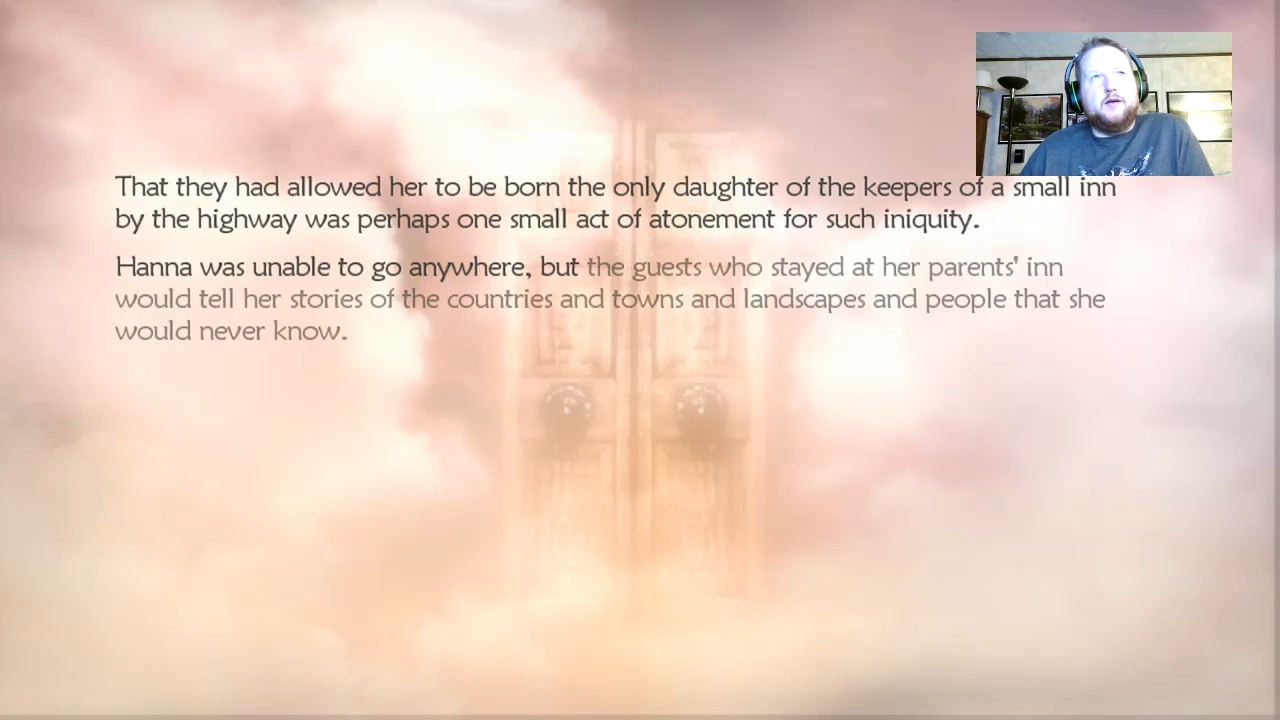 That they had allowed her to be born the only daughter of the keepers of a small inn
by the highway was perhaps one small act of atonement for such iniquity.
Hanna was unable to go anywhere, but the guests who stayed at her parents' inn
would tell her stories of the countries and towns and landscapes and people that she
would never know.